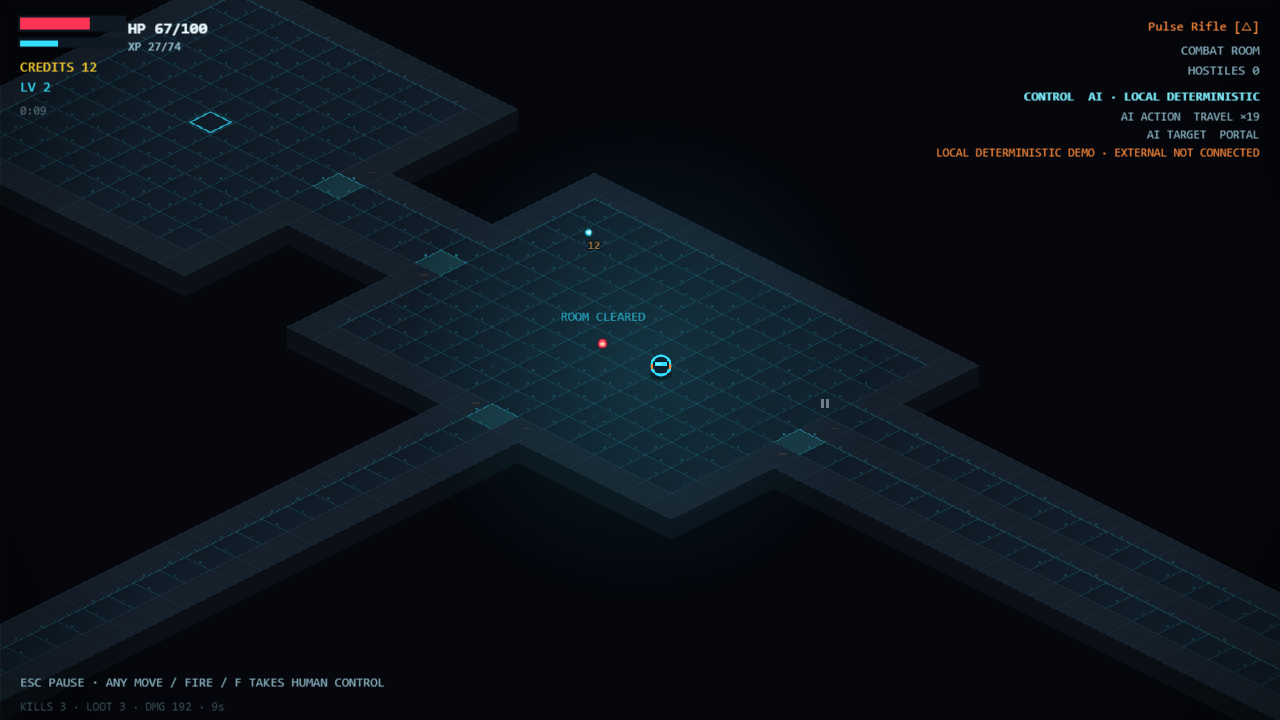 HP 67/100
XP 27/74
CREDITS 12
LV 2
0:09
Pulse Rifle [△]
COMBAT ROOM
HOSTILES 0
CONTROL AI · LOCAL DETERMINISTIC
AI ACTION TRAVEL ×19
AI TARGET PORTAL
LOCAL DETERMINISTIC DEMO · EXTERNAL NOT CONNECTED
12
ROOM CLEARED
ESC PAUSE · ANY MOVE / FIRE / F TAKES HUMAN CONTROL
KILLS 3 · LOOT 3 · DMG 192 · 9s